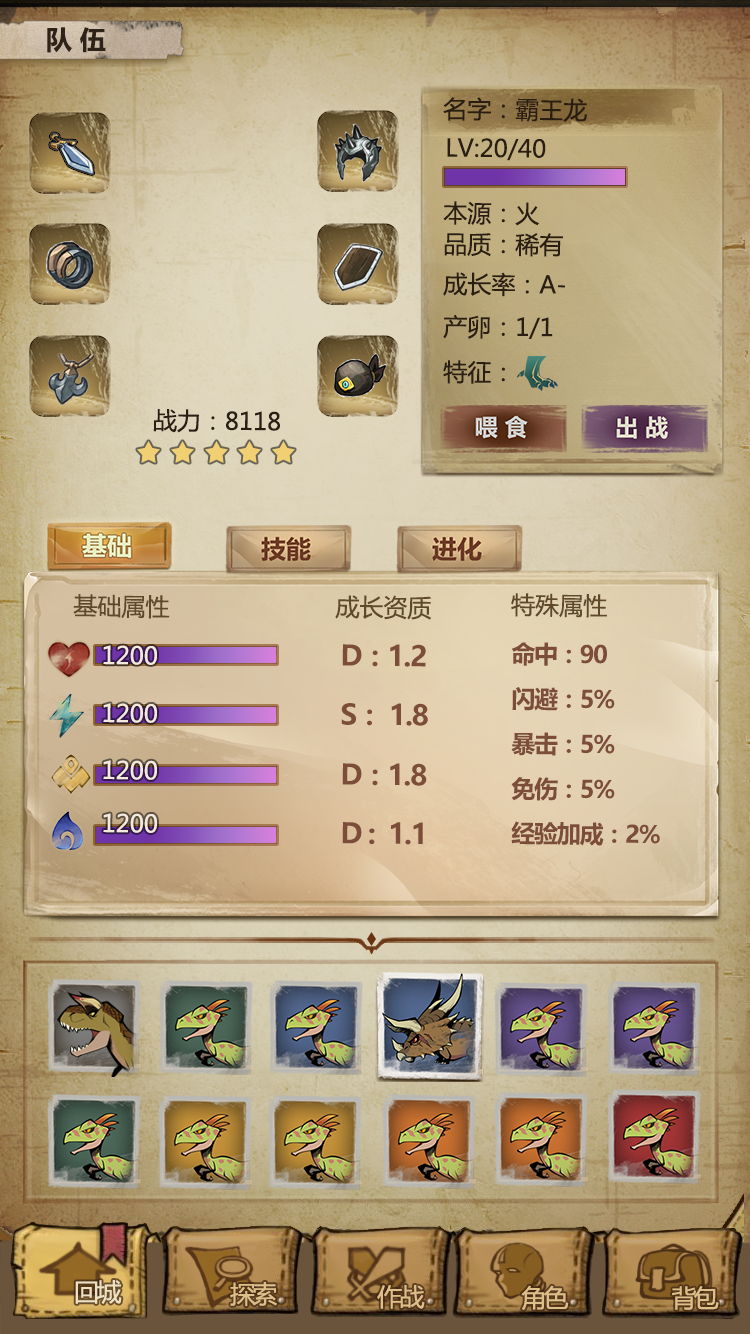 队伍
名字：霸王龙
LV:20/40
本源：火
品质：稀有
成长率：A-
产卵：1/1
特征：
喂食
出战
战力：8118
基础
技能
进化
基础属性
成长资质
特殊属性
1200
D：1.2
命中：90
1200
S：1.8
闪避：5%
暴击：5%
1200
D：1.8
免伤：5%
1200
D：1.1
经验加成：2%
回城
探索
作战
角色
背包